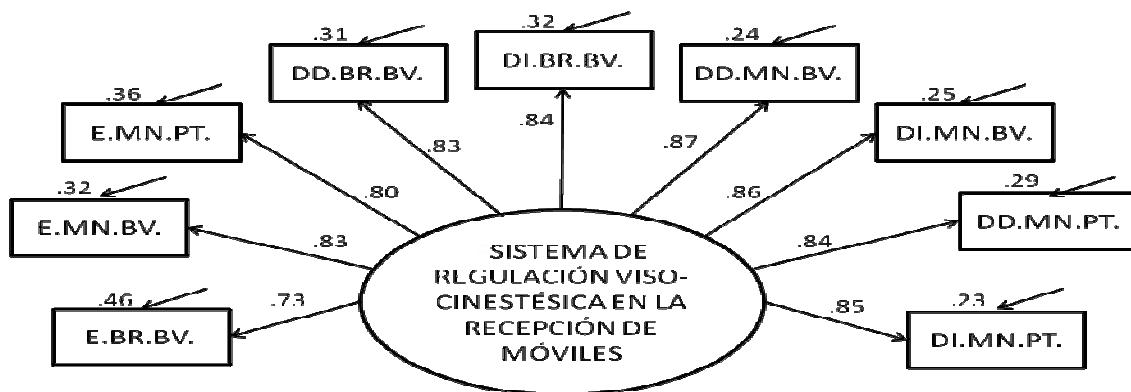 .31
DD.BR.BV.
.32
DI.BR.BV.
.24
DD.MN.BV.
.36
E.MN.PT.
.25
DI.MN.BV.
.83
.84
.87
.32
E.MN.BV.
.80
.86
.29
DD.MN.PT.
.83
.84
.46
E.BR.BV.
.73
.85
.23
DI.MN.PT.
SISTEMA DE
REGULACIÓN VISO-
CINESTÉSICA EN LA
RECEPCIÓN DE
MÓVILES